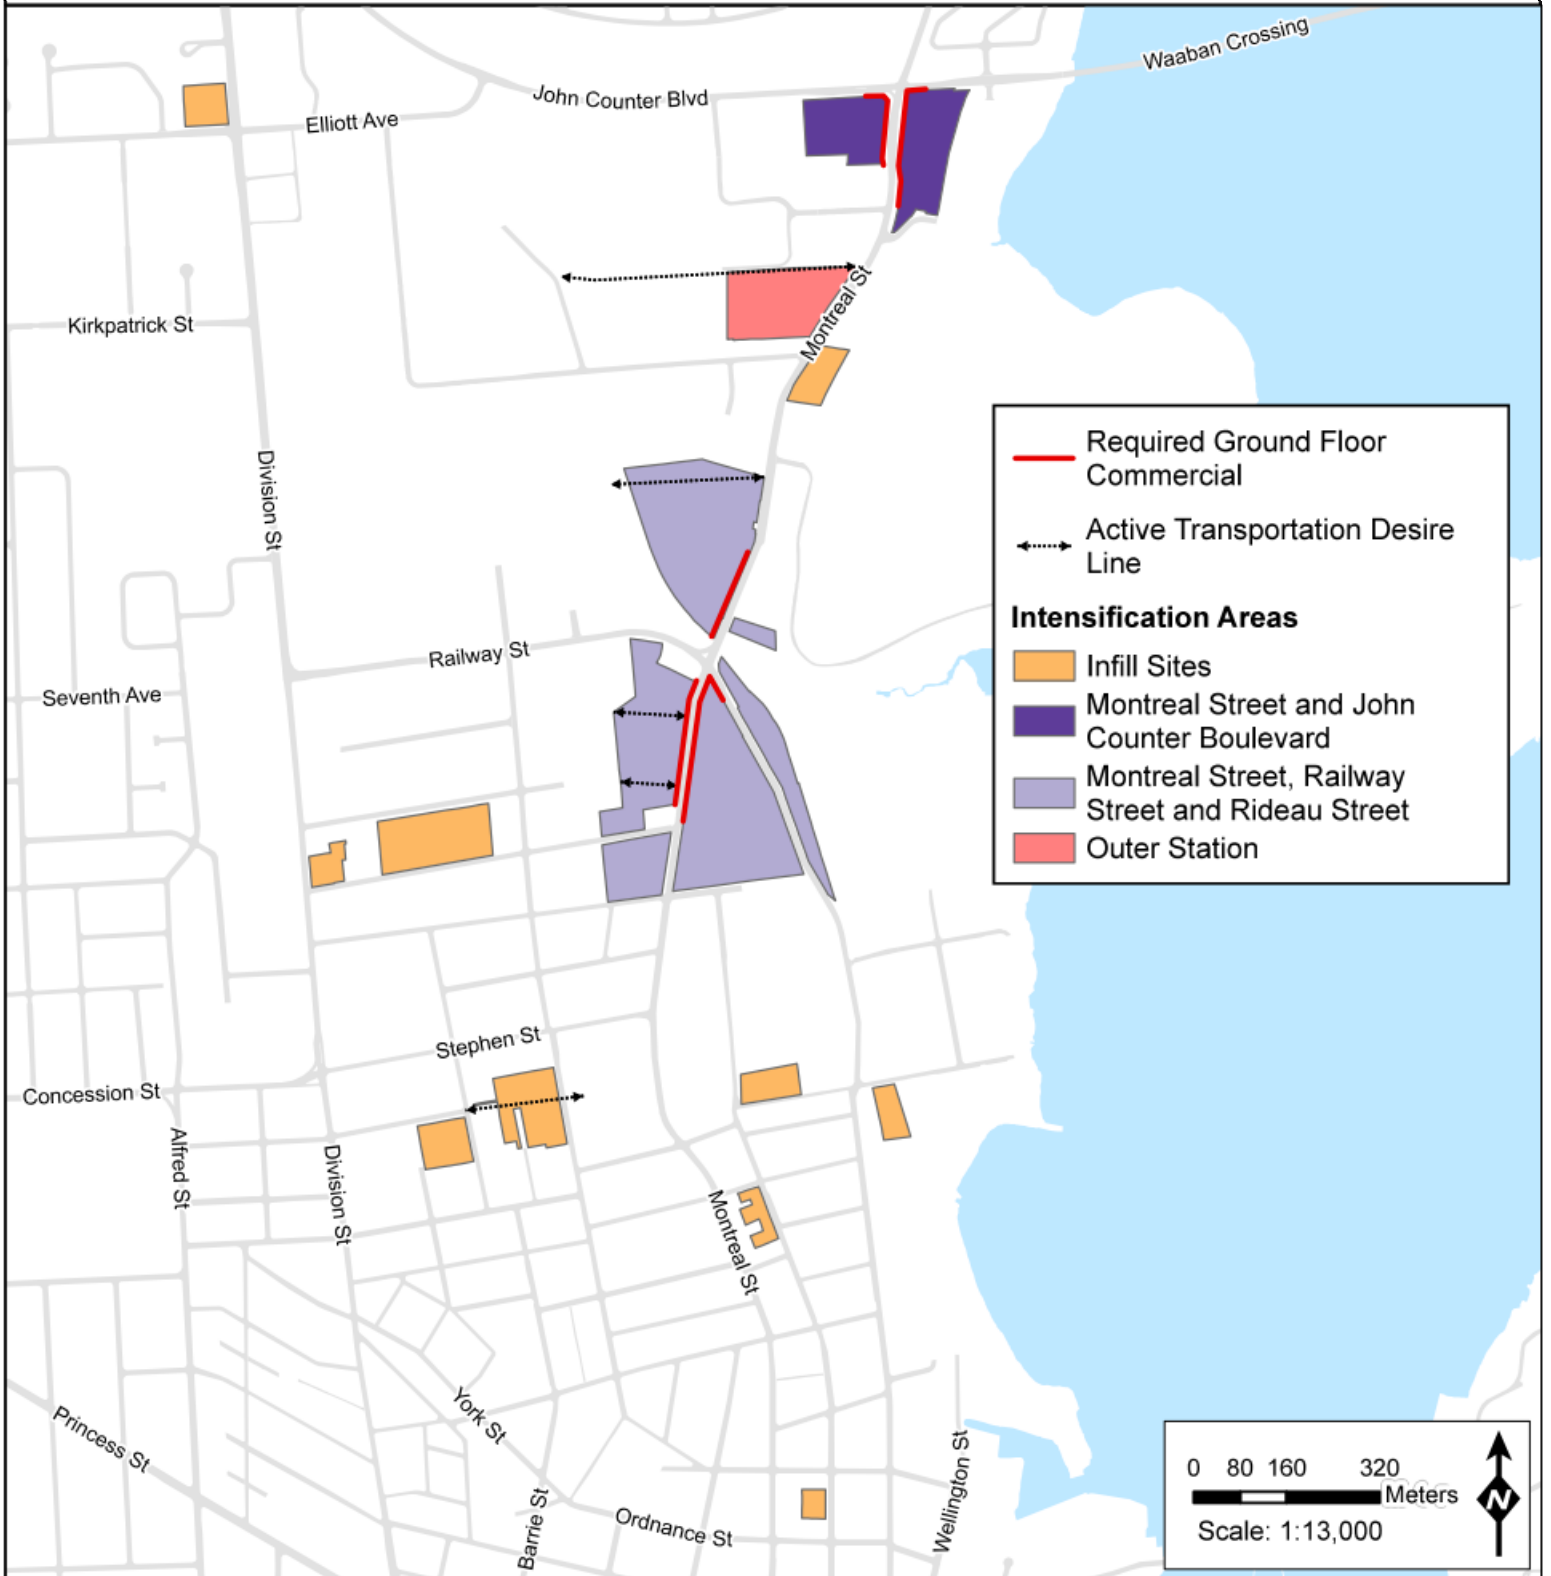 Waaban Crossing
John Counter Blvd
Elliott Ave
Montreal St
Kirkpatrick St
Division St
Required Ground Floor
Commercial
Active Transportation Desire
Line
Intensification Areas
Infill Sites
Montreal Street and John
Counter Boulevard
Montreal Street, Railway
Street and Rideau Street
Outer Station
Railway St
Seventh Ave
Stephen St
Concession St
Alfred St
Division St
Montreal St
Princess St
York St
Barrie St
Ordnance St
Wellington St
0 80 160 320
Meters
N
Scale: 1:13,000